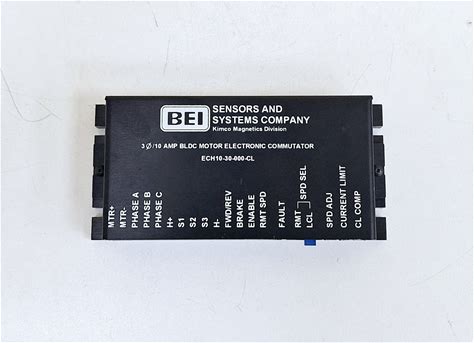 BEI
SENSORS AND
SYSTEMS COMPANY
Kimco Magnetics Division
3 Ø/10 AMP BLDC MOTOR ELECTRONIC COMMUTATOR
ECH10-30-000-CL
MTR+
MTR-
PHASE A
PHASE B
PHASE C
H+
S1
S2
S3
H-
FWD/REV
BRAKE
ENABLE
RMT SPD
FAULT
RMT
LCL
SPD SEL
SPD ADJ
CURRENT LIMIT
CL COMP